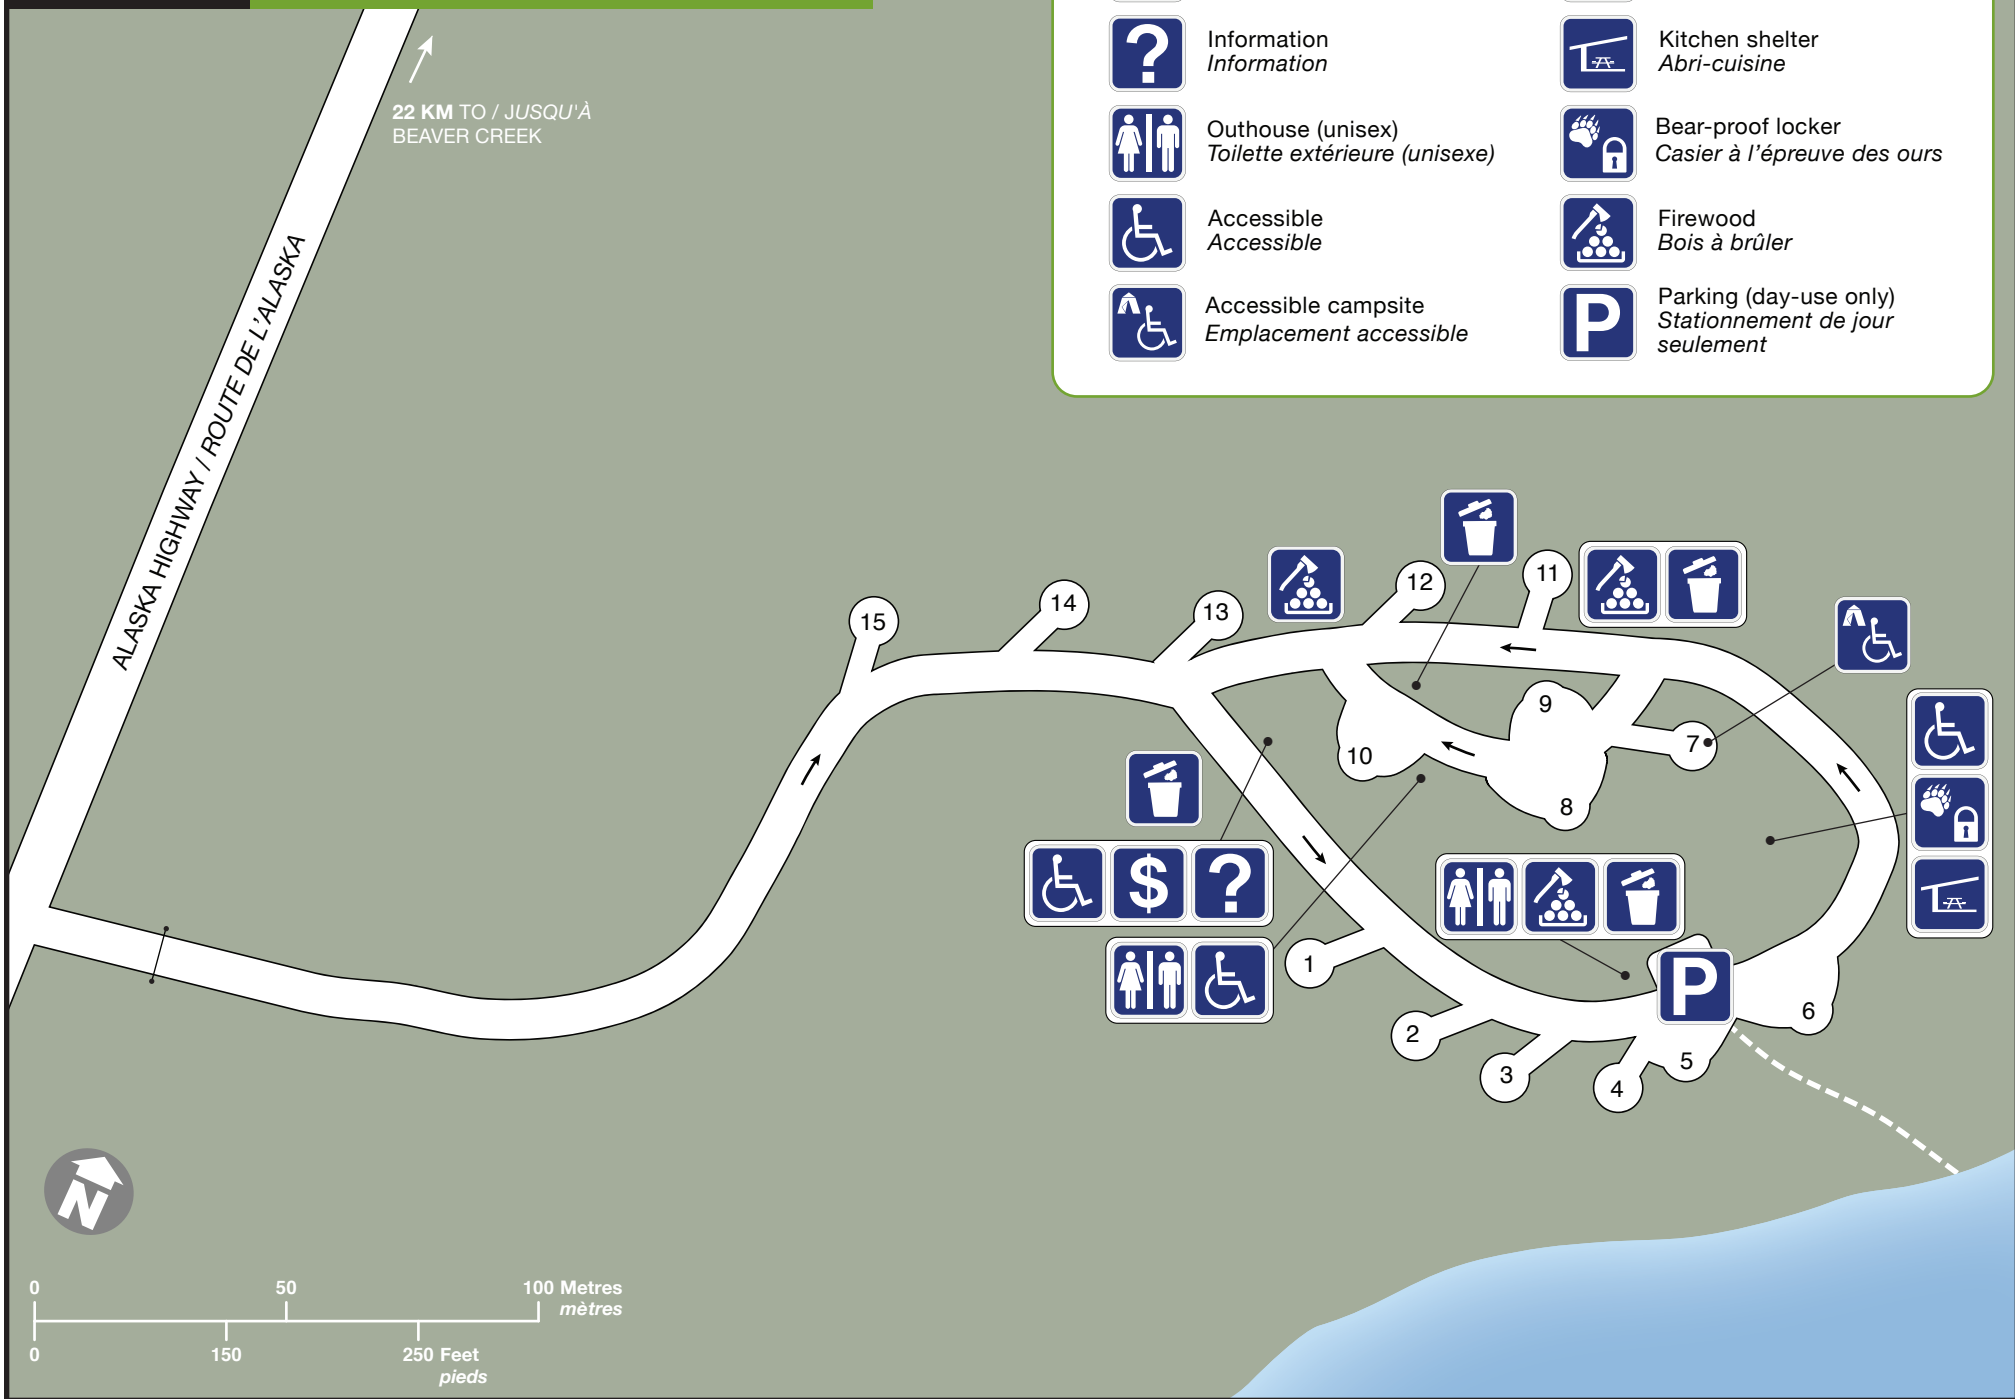 Information
Information
Kitchen shelter
Abri-cuisine
Outhouse (unisex)
Toilette extérieure (unisexe)
Bear-proof locker
Casier à l'épreuve des ours
Accessible
Accessible
Firewood
Bois à brûler
Accessible campsite
Emplacement accessible
P
Parking (day-use only)
Stationnement de jour
seulement
22 KM TO / JUSQU'À
BEAVER CREEK
ALASKA HIGHWAY / ROUTE DE L'ALASKA
15
14
13
12
11
9
7
10
8
$ ?
1
2
3
4
5
6
P
N
0 50 100 Metres
mètres
0 150 250 Feet
pieds